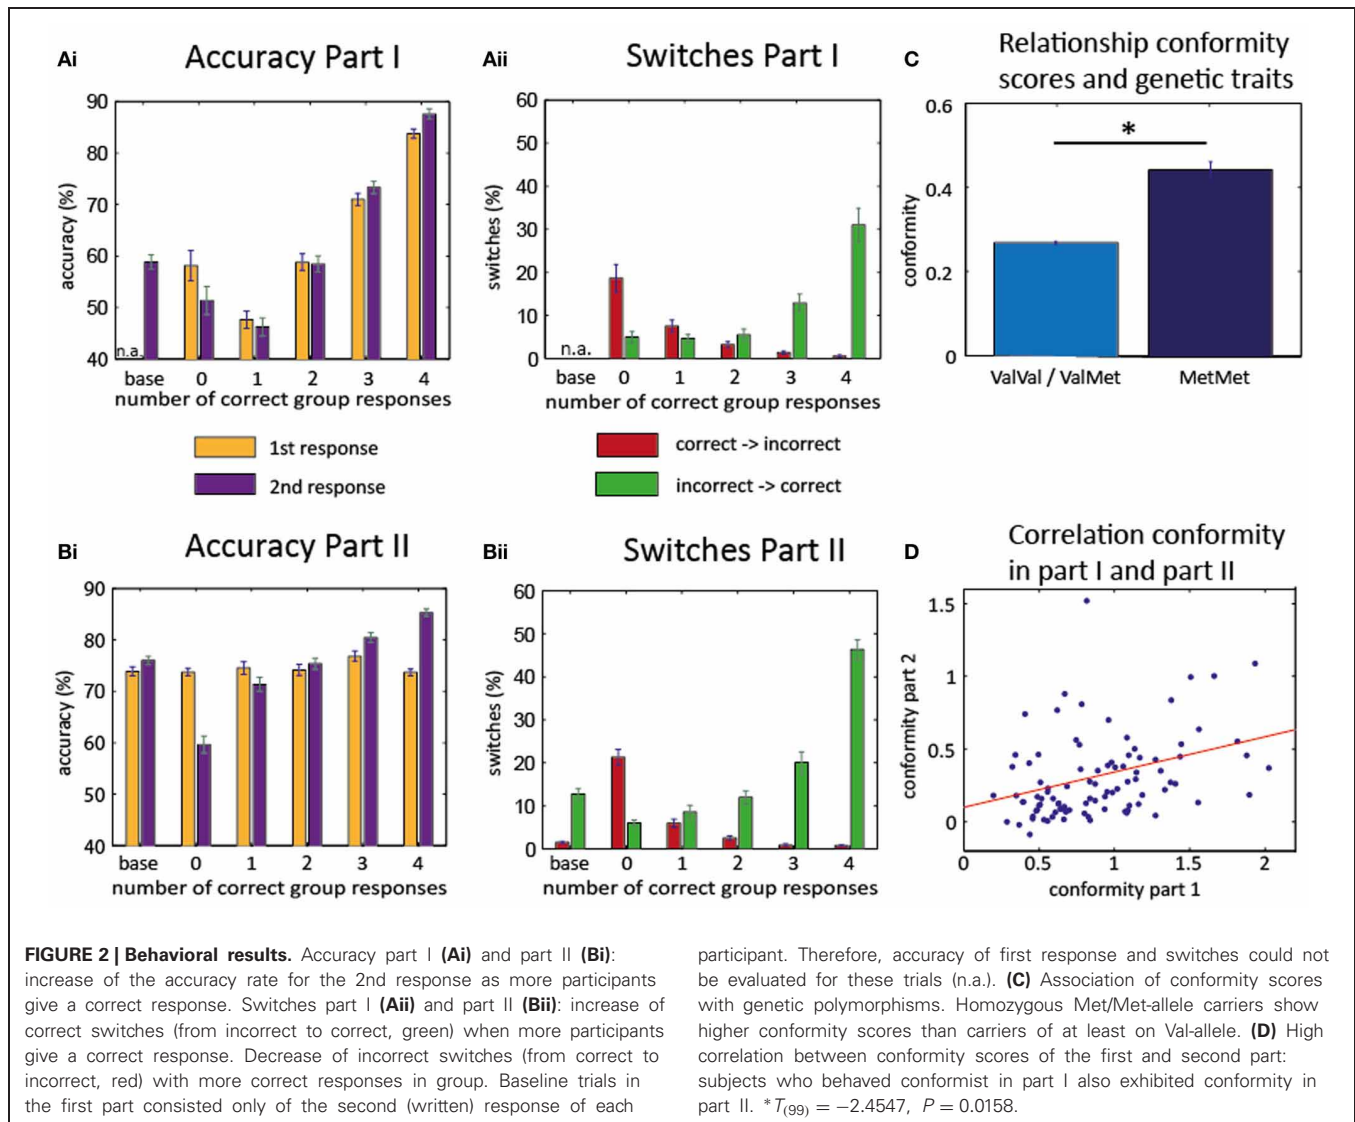 Ai
Accuracy Part I
accuracy (%)
90
80
70
60
50
40
n.a.
base 0 1 2 3 4
number of correct group responses
1st response
2nd response
Aii
Switches Part I
switches (%)
60
50
40
30
20
10
0
n.a.
base 0 1 2 3 4
number of correct group responses
correct -> incorrect
incorrect -> correct
C
Relationship conformity
scores and genetic traits
conformity
0.6
0.4
0.2
0
*
ValVal / ValMet MetMet
Bi
Accuracy Part II
accuracy (%)
90
80
70
60
50
40
base 0 1 2 3 4
number of correct group responses
Bii
Switches Part II
switches (%)
60
50
40
30
20
10
0
base 0 1 2 3 4
number of correct group responses
D
Correlation conformity
in part I and part II
conformity part 2
1.5
1
0.5
0
0 0.5 1 1.5 2
conformity part 1
FIGURE 2 | Behavioral results. Accuracy part I (Ai) and part II (Bi):
increase of the accuracy rate for the 2nd response as more participants
give a correct response. Switches part I (Aii) and part II (Bii): increase of
correct switches (from incorrect to correct, green) when more participants
give a correct response. Decrease of incorrect switches (from correct to
incorrect, red) with more correct responses in group. Baseline trials in
the first part consisted only of the second (written) response of each
participant. Therefore, accuracy of first response and switches could not
be evaluated for these trials (n.a.). (C) Association of conformity scores
with genetic polymorphisms. Homozygous Met/Met-allele carriers show
higher conformity scores than carriers of at least on Val-allele. (D) High
correlation between conformity scores of the first and second part:
subjects who behaved conformist in part I also exhibited conformity in
part II. *T(99) = −2.4547, P = 0.0158.